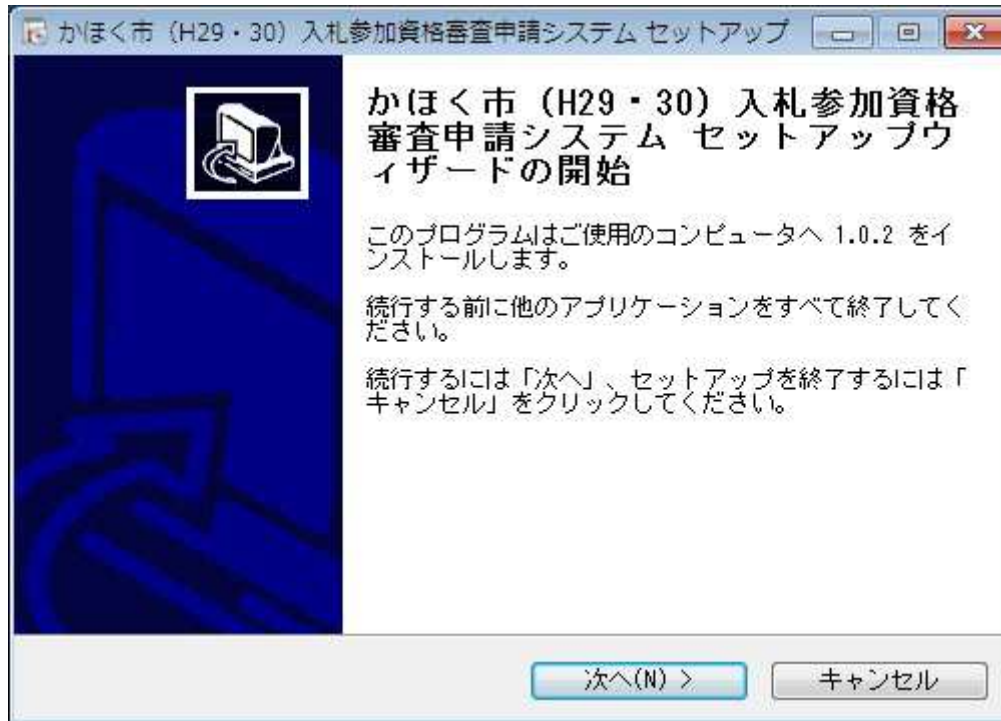 かほく市（H29・30）入札参加資格審査申請システム セットアップ
かほく市（H29・30）入札参加資格
審査申請システム セットアップウ
ィザードの開始
このプログラムはご使用のコンピュータへ 1.0.2 をイ
ンストールします。
続行する前に他のアプリケーションをすべて終了してく
ださい。
続行するには「次へ」、セットアップを終了するには「
キャンセル」をクリックしてください。
次へ(N) >
キャンセル